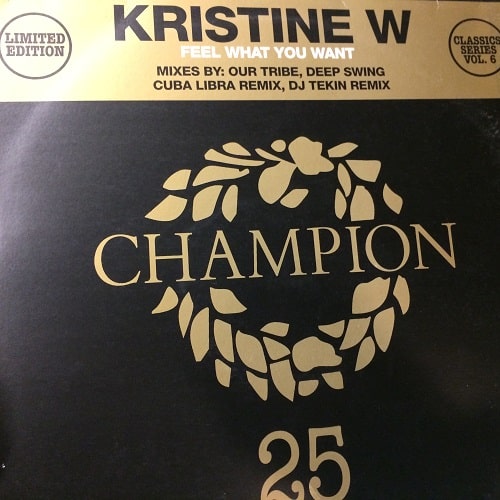 LIMITED
EDITION
KRISTINE W
FEEL WHAT YOU WANT
MIXES BY: OUR TRIBE, DEEP SWING
CUBA LIBRA REMIX, DJ TEKIN REMIX
CLASSICS
SERIES
VOL. 6
CHAMPION
25